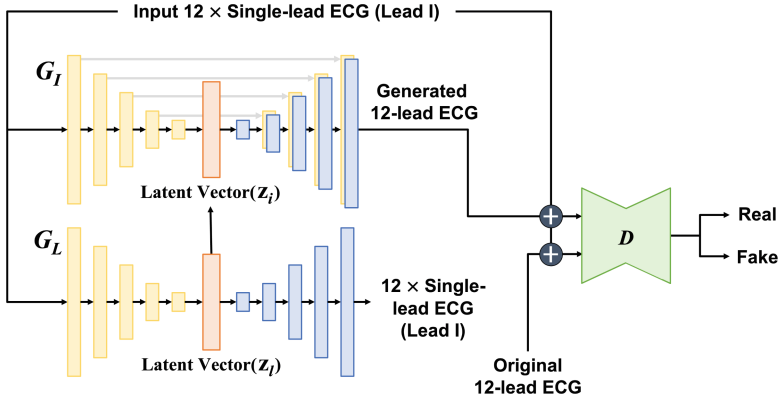 Input 12 × Single-lead ECG (Lead I)
G_I
Generated
12-lead ECG
Latent Vector(z_i)
Real
D
Fake
G_L
12 × Single-
lead ECG
(Lead I)
Latent Vector(z_l)
Original
12-lead ECG